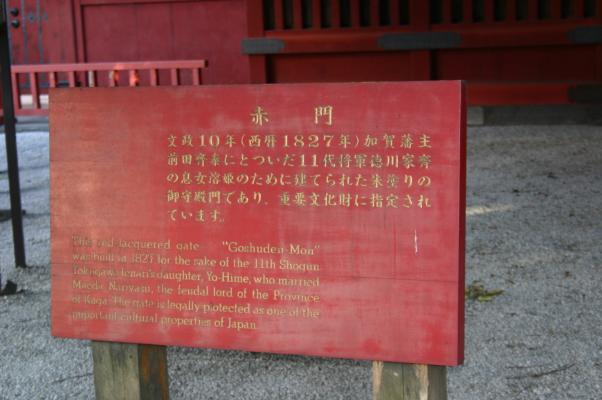 赤門
文政10年(西暦1827年)加賀藩主
前田齊泰にとついだ11代将軍徳川家齊
の息女溶姫のために建てられた朱塗りの
御守殿門であり、重要文化財に指定され
ています。
This red-lacquered gate "Goshuden-Mon"
was built in 1827 for the sake of the 11th Shogun
Tokugawa Ienari's daughter, Yo-Hime, who married
Maeda Nariyasu, the feudal lord of the Province
of Kaga. The gate is legally protected as one of the
important cultural properties of Japan.